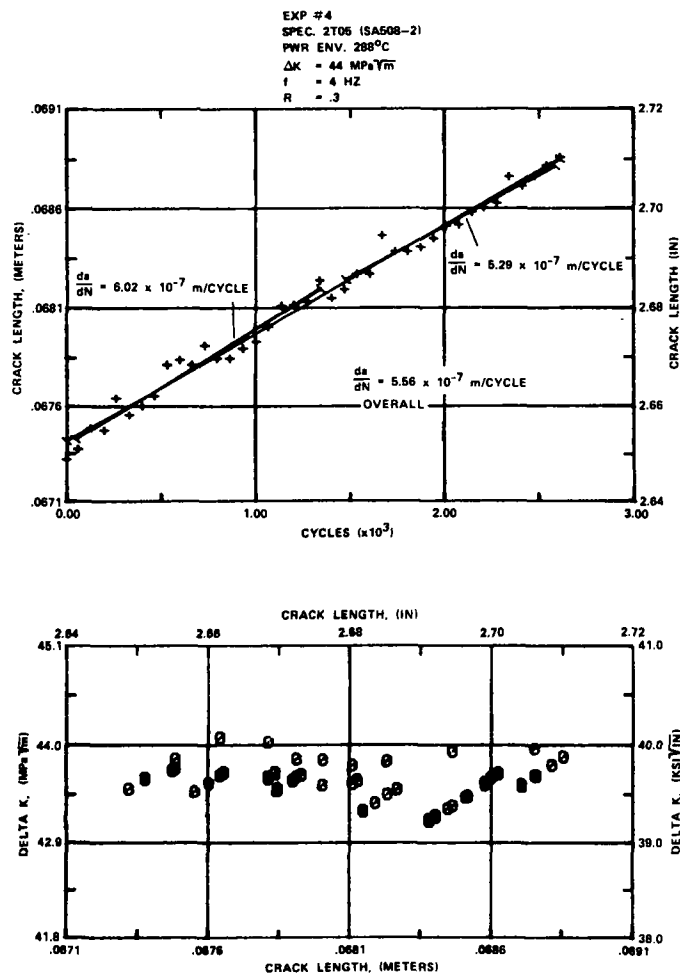 EXP #4
SPEC. 2T05 (SA508-2)
PWR ENV. 288°C
ΔK = 44 MPa√m
f = 4 HZ
R = .3
.0691
2.72
.0686
2.70
.0681
2.68
.0676
2.66
.0671
2.64
CRACK LENGTH, (METERS)
CRACK LENGTH (IN)
da/dN = 6.02 x 10⁻⁷ m/CYCLE
da/dN = 5.29 x 10⁻⁷ m/CYCLE
da/dN = 5.56 x 10⁻⁷ m/CYCLE
OVERALL
0.00 1.00 2.00 3.00
CYCLES (x10³)
CRACK LENGTH, (IN)
2.64 2.66 2.68 2.70 2.72
45.1
41.0
44.0
40.0
42.9
39.0
41.8
38.0
DELTA K, (MPa√m)
DELTA K, (KSI√IN)
.0671 .0676 .0681 .0686 .0691
CRACK LENGTH, (METERS)